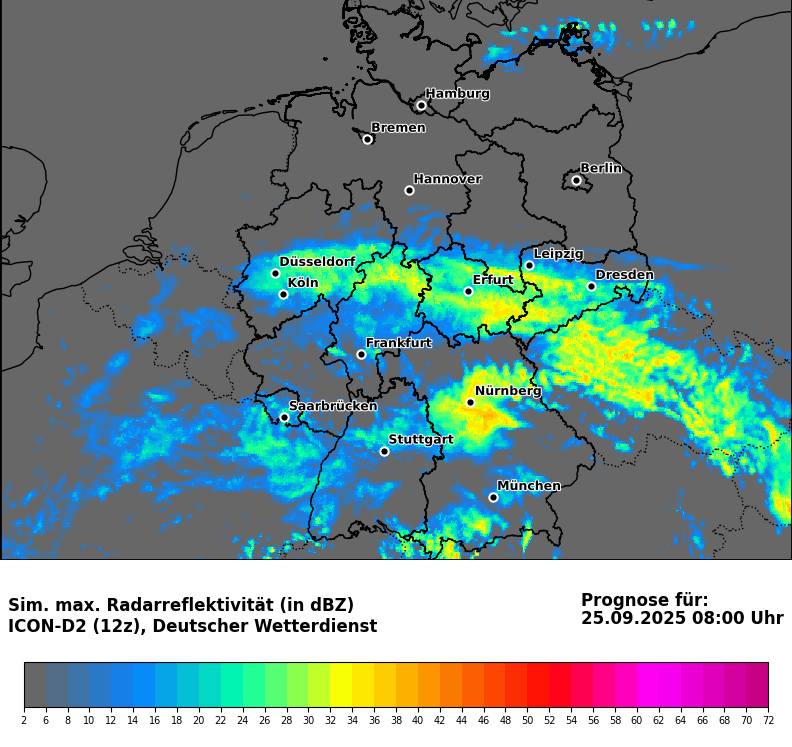 Hamburg
Bremen
Berlin
Hannover
Leipzig
Düsseldorf
Dresden
Köln
Erfurt
Frankfurt
Nürnberg
Saarbrücken
Stuttgart
München
Sim. max. Radarreflektivität (in dBZ)
ICON-D2 (12z), Deutscher Wetterdienst
Prognose für:
25.09.2025 08:00 Uhr
2 6 8 10 12 14 16 18 20 22 24 26 28 30 32 34 36 38 40 42 44 46 48 50 52 54 56 58 60 62 64 66 68 70 72